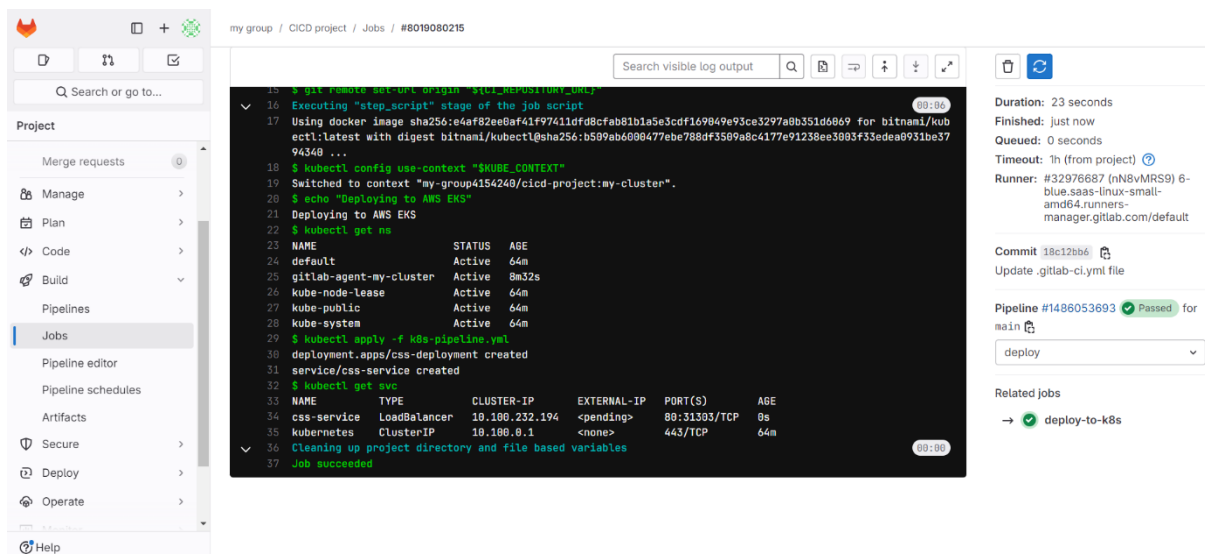 my group / CICD project / Jobs / #8019080215
Search or go to...
Project
Merge requests 0
Manage
Plan
Code
Build
Pipelines
Jobs
Pipeline editor
Pipeline schedules
Artifacts
Secure
Deploy
Operate
Help
Search visible log output
15 $ git remote set-url origin "${CI_REPOSITORY_URL}"
16 Executing "step_script" stage of the job script 00:06
17 Using docker image sha256:e4af82ee0af41f97411dfd8cfab81b1a5e3cdf169049e93ce3297a0b351d6069 for bitnami/kub
ectl:latest with digest bitnami/kubectl@sha256:b509ab6000477ebe788df3509a8c4177e91238ee3003f33edea0931be37
94340 ...
18 $ kubectl config use-context "$KUBE_CONTEXT"
19 Switched to context "my-group4154240/cicd-project:my-cluster".
20 $ echo "Deploying to AWS EKS"
21 Deploying to AWS EKS
22 $ kubectl get ns
23 NAME STATUS AGE
24 default Active 64m
25 gitlab-agent-my-cluster Active 8m32s
26 kube-node-lease Active 64m
27 kube-public Active 64m
28 kube-system Active 64m
29 $ kubectl apply -f k8s-pipeline.yml
30 deployment.apps/css-deployment created
31 service/css-service created
32 $ kubectl get svc
33 NAME TYPE CLUSTER-IP EXTERNAL-IP PORT(S) AGE
34 css-service LoadBalancer 10.100.232.194 <pending> 80:31303/TCP 0s
35 kubernetes ClusterIP 10.100.0.1 <none> 443/TCP 64m
36 Cleaning up project directory and file based variables 00:00
37 Job succeeded
Duration: 23 seconds
Finished: just now
Queued: 0 seconds
Timeout: 1h (from project)
Runner: #32976687 (nN8vMRS9) 6-
blue.saas-linux-small-
amd64.runners-
manager.gitlab.com/default
Commit 18c12bb6
Update .gitlab-ci.yml file
Pipeline #1486053693 Passed for
main
deploy
Related jobs
→ deploy-to-k8s